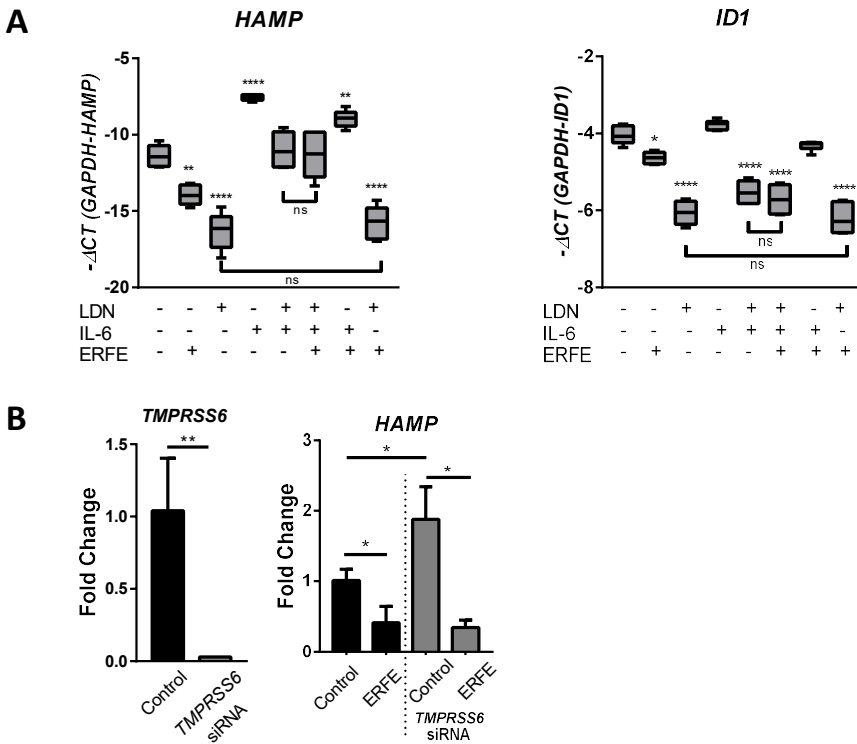 A
HAMP
-ΔCT (GAPDH-HAMP)
-5
-10
-15
-20
****
**
**
****
****
ns
ns
LDN - - + - + + - +
IL-6 - - - + + + + -
ERFE - + - - - + + +
ID1
-ΔCT (GAPDH-ID1)
-2
-4
-6
-8
*
****
****
****
****
ns
ns
LDN - - + - + + - +
IL-6 - - - + + + + -
ERFE - + - - - + + +
B
TMPRSS6
Fold Change
1.5
1.0
0.5
0.0
**
Control
TMPRSS6
siRNA
HAMP
Fold Change
3
2
1
0
*
*
*
Control
ERFE
Control
ERFE
TMPRSS6
siRNA